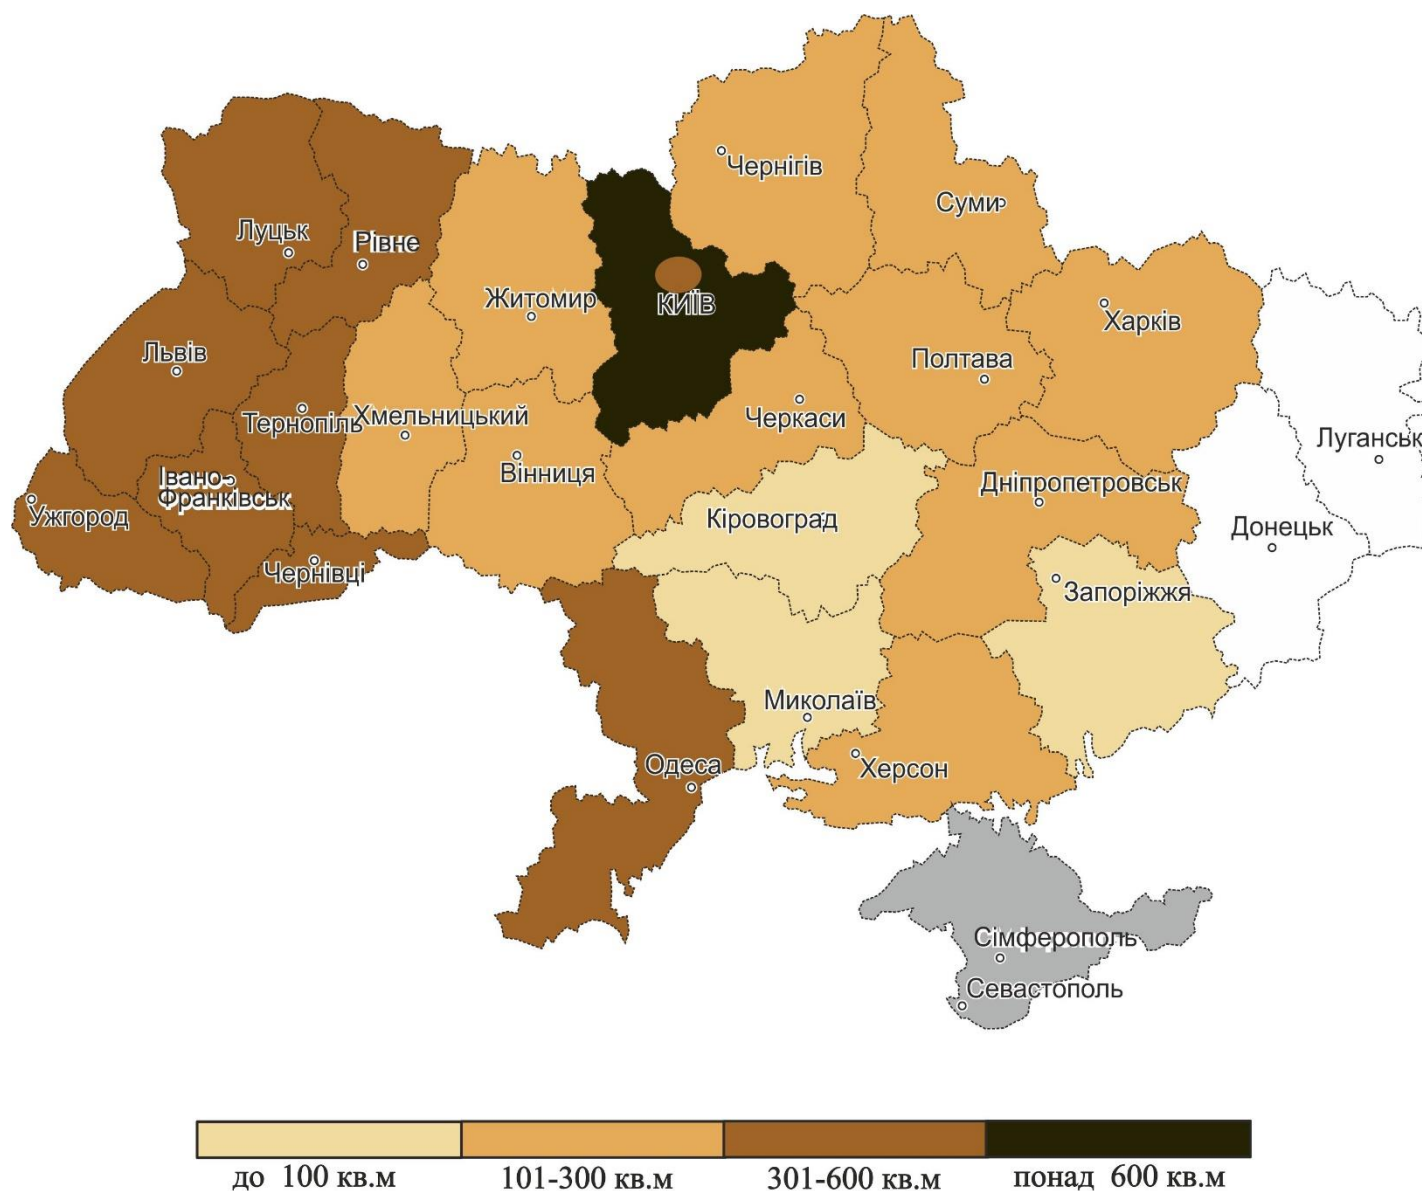 Чернігів
Суми
Луцьк
Рівне
Житомир
КИЇВ
Харків
Львів
Полтава
Тернопіль
Хмельницький
Черкаси
Луганськ
Вінниця
Івано-
Франківськ
Дніпропетровськ
Ужгород
Кіровоград
Донецьк
Чернівці
Запоріжжя
Миколаїв
Одеса
Херсон
Сімферополь
Севастополь
до 100 кв.м
101-300 кв.м
301-600 кв.м
понад 600 кв.м